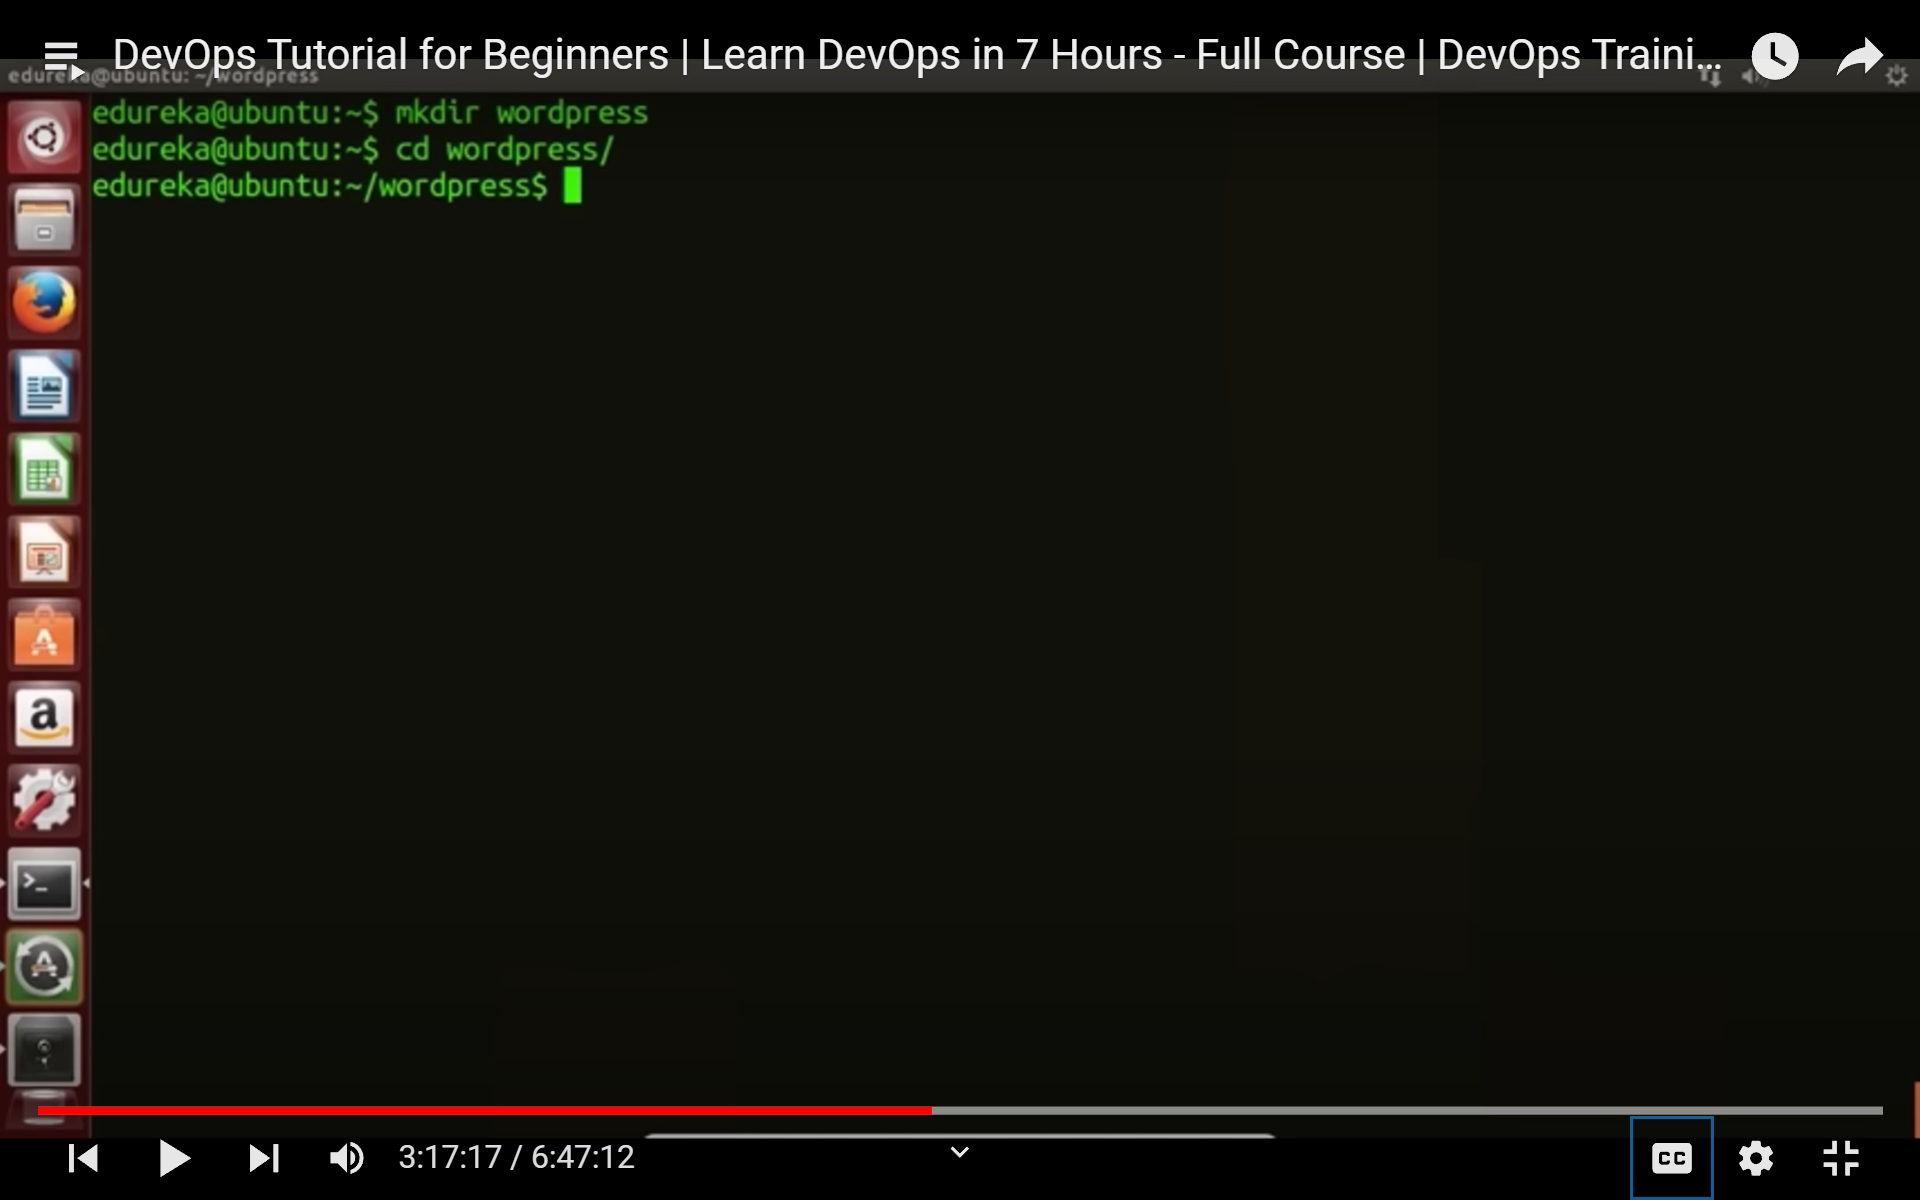 DevOps Tutorial for Beginners | Learn DevOps in 7 Hours - Full Course | DevOps Traini...
edureka@ubuntu: ~/wordpress
edureka@ubuntu:~$ mkdir wordpress
edureka@ubuntu:~$ cd wordpress/
edureka@ubuntu:~/wordpress$
a
>_
3:17:17 / 6:47:12
CC